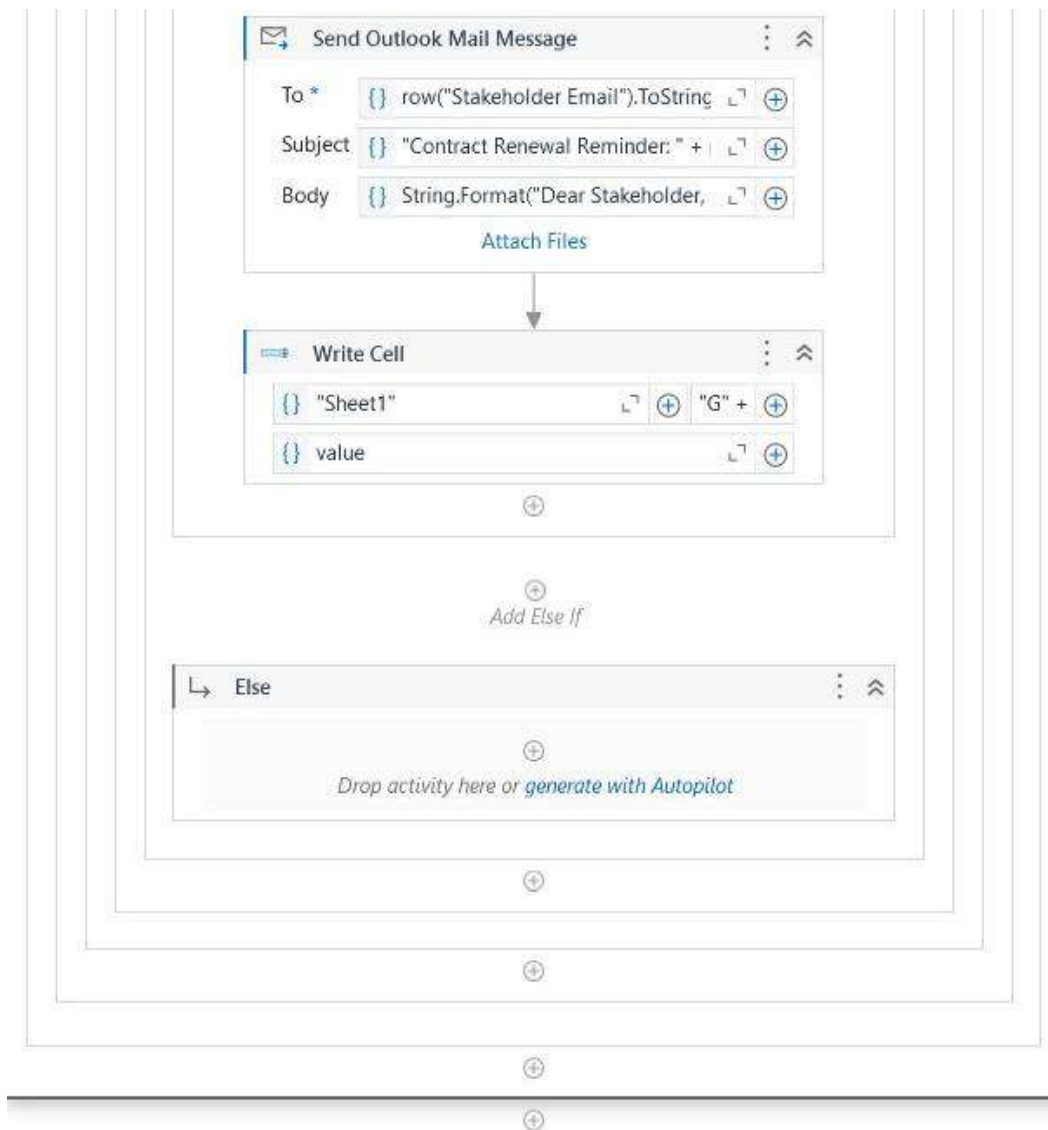 Send Outlook Mail Message
To * {} row("Stakeholder Email").ToString
Subject {} "Contract Renewal Reminder: " +
Body {} String.Format("Dear Stakeholder,
Attach Files
Write Cell
{} "Sheet1" "G" +
{} value
Add Else If
Else
Drop activity here or generate with Autopilot